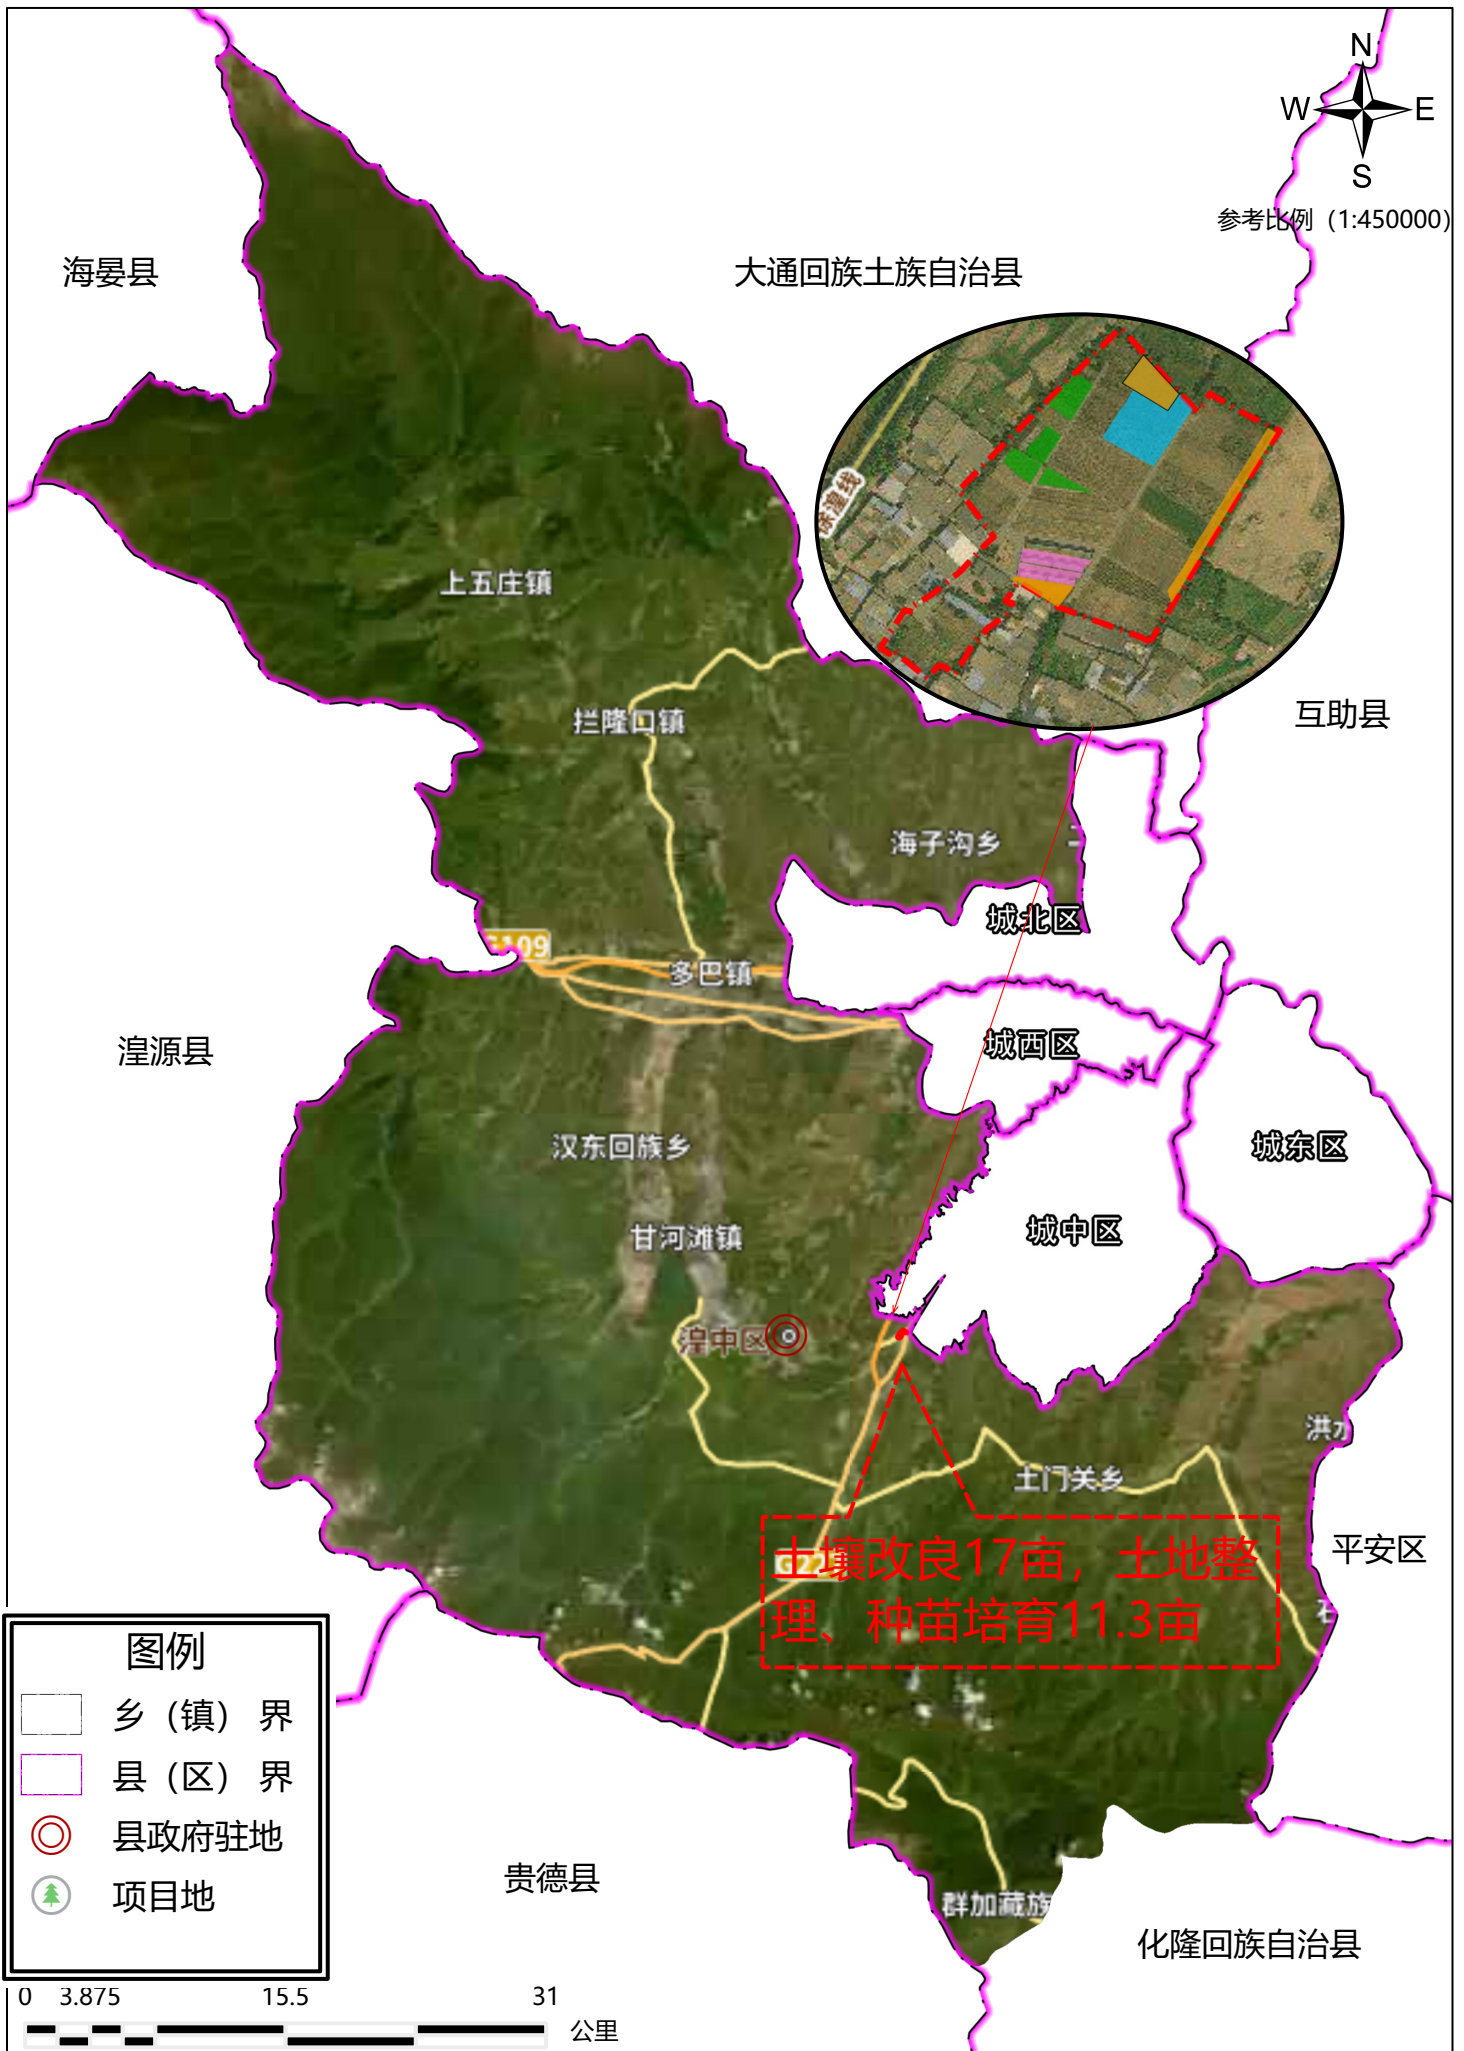 N
W
E
S
参考比例（1:450000）
海晏县
大通回族土族自治县
徐湟线
上五庄镇
拦隆口镇
互助县
海子沟乡
城北区
G109
多巴镇
湟源县
城西区
汉东回族乡
城东区
城中区
甘河滩镇
湟中区
洪水
土门关乡
平安区
土壤改良17亩，土地整
理、种苗培育11.3亩
图例
乡（镇）界
县（区）界
县政府驻地
项目地
贵德县
群加藏族
化隆回族自治县
0 3.875 15.5 31
公里